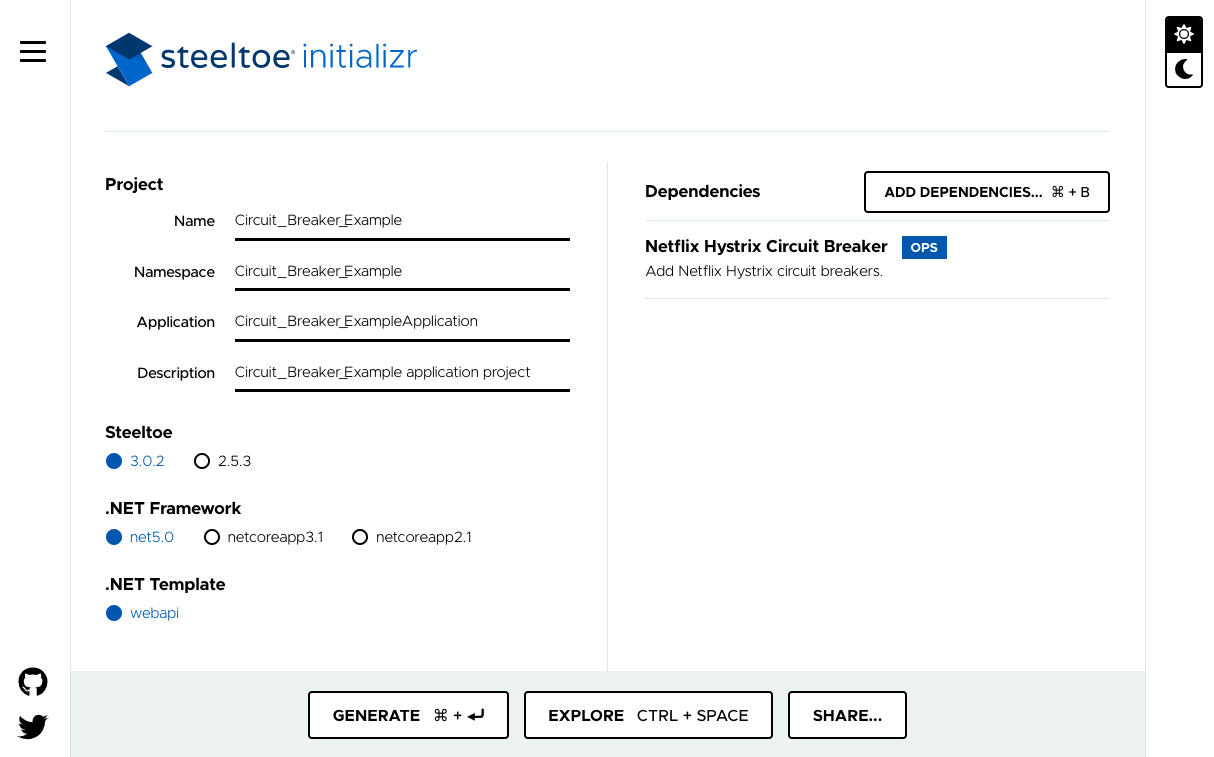 steeltoe® initializr
Project
Name Circuit_Breaker_Example
Namespace Circuit_Breaker_Example
Application Circuit_Breaker_ExampleApplication
Description Circuit_Breaker_Example application project
Steeltoe
3.0.2 2.5.3
.NET Framework
net5.0 netcoreapp3.1 netcoreapp2.1
.NET Template
webapi
Dependencies ADD DEPENDENCIES... ⌘ + B
Netflix Hystrix Circuit Breaker OPS
Add Netflix Hystrix circuit breakers.
GENERATE ⌘ + ↵ EXPLORE CTRL + SPACE SHARE...